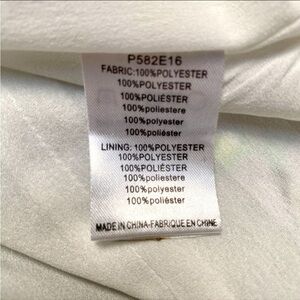 P582E16
FABRIC:100%POLYESTER
100%POLYESTER
100%POLIÉSTER
100%poliestere
100%polyester
100%poliéster
LINING: 100%POLYESTER
100%POLYESTER
100%POLIÉSTER
100%poliestere
100%polyester
100%poliéster
MADE IN CHINA-FABRIQUE EN CHINE